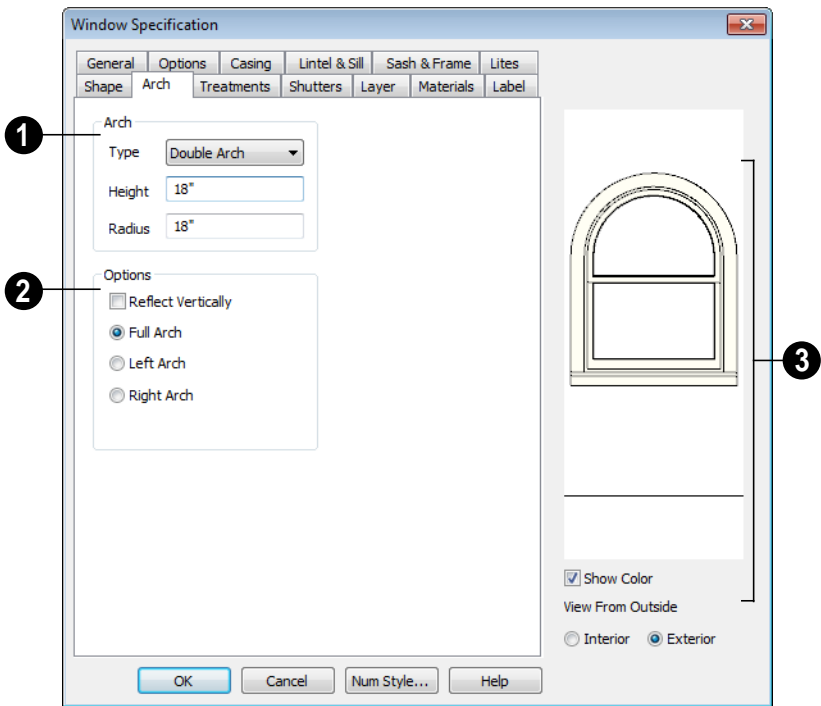 Window Specification
General Options Casing Lintel & Sill Sash & Frame Lites
Shape Arch Treatments Shutters Layer Materials Label
1
Arch
Type Double Arch
Height 18"
Radius 18"
2
Options
Reflect Vertically
Full Arch
Left Arch
Right Arch
3
Show Color
View From Outside
Interior Exterior
OK Cancel Num Style... Help